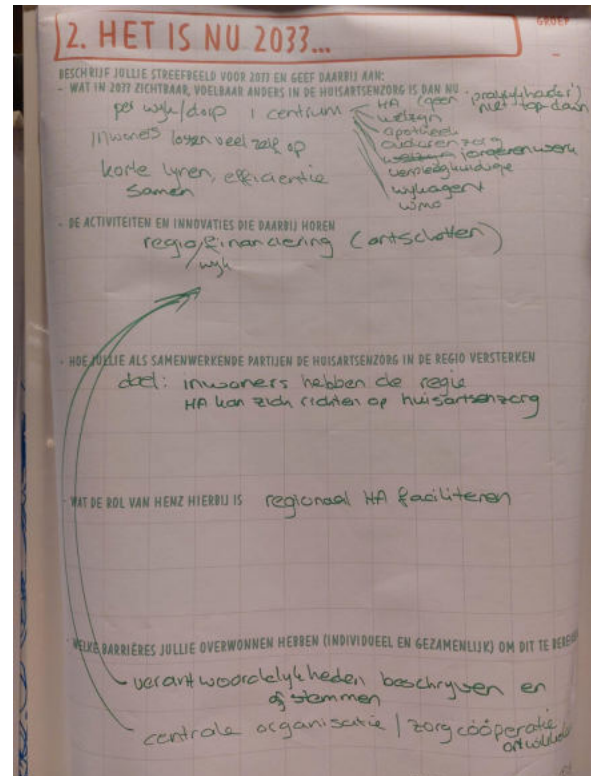 GROEP
2. HET IS NU 2033...
BESCHRIJF JULLIE STREEFBEELD VOOR 2033 EN GEEF DAARBIJ AAN:
- WAT IN 2033 ZICHTBAAR, VOELBAAR ANDERS IN DE HUISARTSENZORG IS DAN NU
per wijk/dorp 1 centrum
HA (geen praktijkhouder)
niet top-down
welzijn
apotheek
ouderenzorg
jongerenwerk
verpleegkundige
wijkagent
WMO
inwoners lossen veel zelf op
korte lijnen, efficientie
samen
- DE ACTIVITEITEN EN INNOVATIES DIE DAARBIJ HOREN
regio/financiering (ontschotten)
wijk
- HOE JULLIE ALS SAMENWERKENDE PARTIJEN DE HUISARTSENZORG IN DE REGIO VERSTERKEN
doel: inwoners hebben de regie
HA kan zich richten op huisartsenzorg
- WAT DE ROL VAN HENZ HIERBIJ IS regionaal HA faciliteren
- WELKE BARRIÈRES JULLIE OVERWONNEN HEBBEN (INDIVIDUEEL EN GEZAMENLIJK) OM DIT TE BEREIKEN
verantwoordelijkheden beschrijven en
afstemmen
centrale organisatie / zorgcoöperatie
ontwikkelen